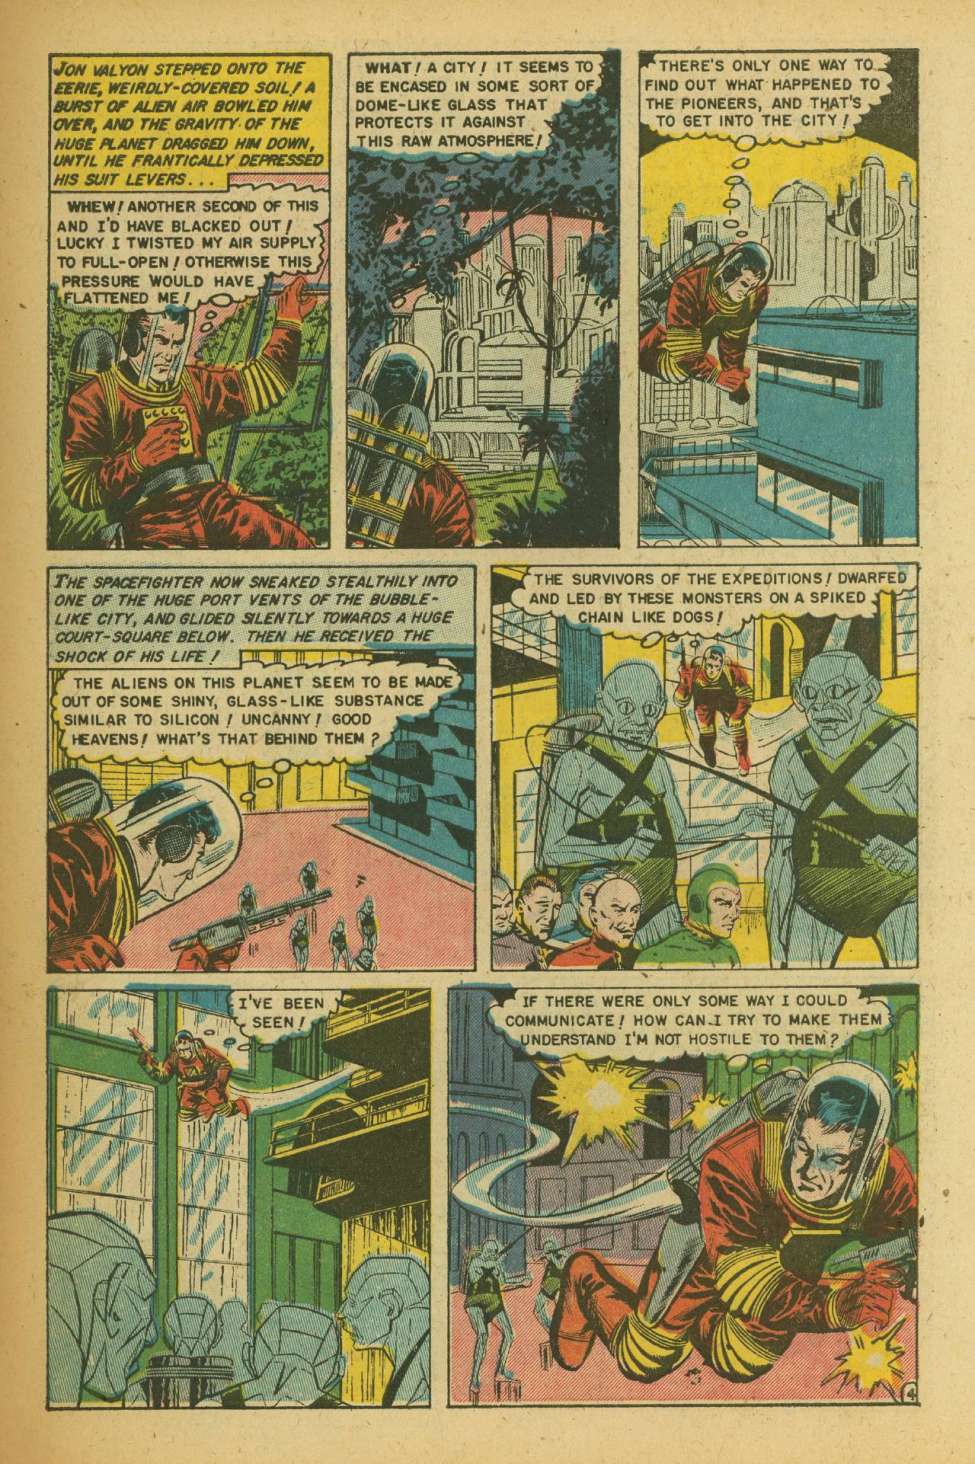 JON VALYON STEPPED ONTO THE
EERIE, WEIRDLY-COVERED SOIL! A
BURST OF ALIEN AIR BOWLED HIM
OVER, AND THE GRAVITY OF THE
HUGE PLANET DRAGGED HIM DOWN,
UNTIL HE FRANTICALLY DEPRESSED
HIS SUIT LEVERS...
WHEW! ANOTHER SECOND OF THIS
AND I'D HAVE BLACKED OUT!
LUCKY I TWISTED MY AIR SUPPLY
TO FULL-OPEN! OTHERWISE THIS
PRESSURE WOULD HAVE
FLATTENED ME!
WHAT! A CITY! IT SEEMS TO
BE ENCASED IN SOME SORT OF
DOME-LIKE GLASS THAT
PROTECTS IT AGAINST
THIS RAW ATMOSPHERE!
THERE'S ONLY ONE WAY TO
FIND OUT WHAT HAPPENED TO
THE PIONEERS, AND THAT'S
TO GET INTO THE CITY!
THE SPACEFIGHTER NOW SNEAKED STEALTHILY INTO
ONE OF THE HUGE PORT VENTS OF THE BUBBLE-
LIKE CITY, AND GLIDED SILENTLY TOWARDS A HUGE
COURT-SQUARE BELOW. THEN HE RECEIVED THE
SHOCK OF HIS LIFE!
THE ALIENS ON THIS PLANET SEEM TO BE MADE
OUT OF SOME SHINY, GLASS-LIKE SUBSTANCE
SIMILAR TO SILICON! UNCANNY! GOOD
HEAVENS! WHAT'S THAT BEHIND THEM?
THE SURVIVORS OF THE EXPEDITIONS! DWARFED
AND LED BY THESE MONSTERS ON A SPIKED
CHAIN LIKE DOGS!
I'VE BEEN
SEEN!
IF THERE WERE ONLY SOME WAY I COULD
COMMUNICATE! HOW CAN I TRY TO MAKE THEM
UNDERSTAND I'M NOT HOSTILE TO THEM?
4